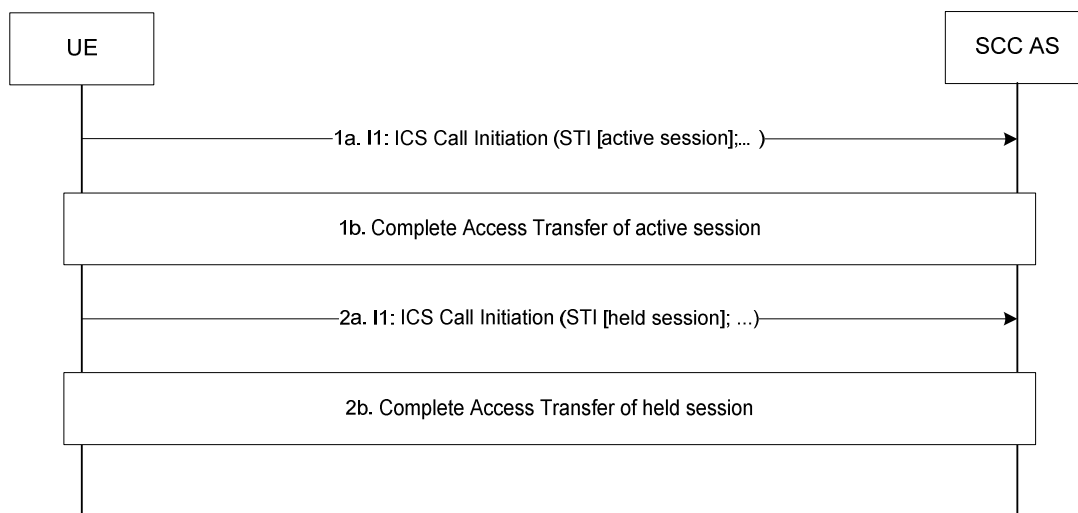 UE
SCC AS
1a. I1: ICS Call Initiation (STI [active session];... )
1b. Complete Access Transfer of active session
2a. I1: ICS Call Initiation (STI [held session]; ...)
2b. Complete Access Transfer of held session